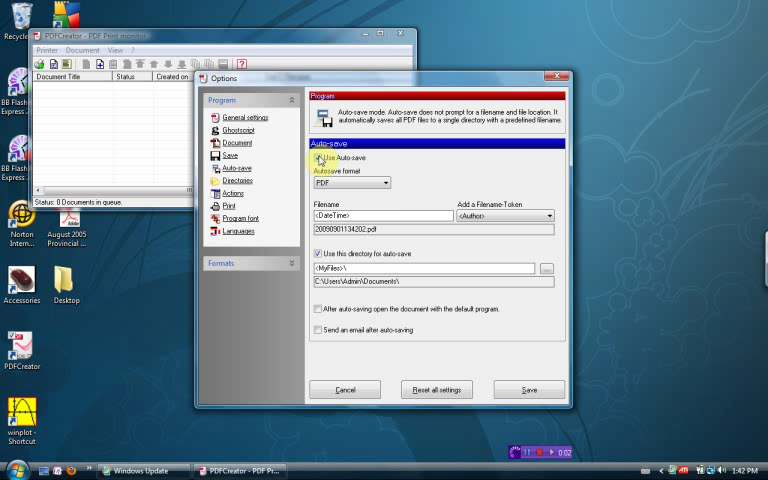 Recycle
PDFCreator - PDF Print monitor
Printer Document View ?
Document Title Status Created on
BB Flash
Express ...
BB Flash
Express ...
Status: 0 Documents in queue.
Norton
Intern...
August 2005
Provincial ...
Accessories
Desktop
PDFCreator
winplot -
Shortcut
Options
Program
General settings
Ghostscript
Document
Save
Auto-save
Directories
Actions
Print
Program font
Languages
Formats
Program
Auto-save mode. Auto-save does not prompt for a filename and file location. It
automatically saves all PDF files to a single directory with a predefined filename.
Auto-save
Use Auto-save
Autosave format
PDF
Filename Add a Filename-Token
<DateTime> <Author>
20090901134202.pdf
Use this directory for auto-save
<MyFiles>\ ...
C:\Users\Admin\Documents\
After auto-saving open the document with the default program.
Send an email after auto-saving
Cancel Reset all settings Save
0:02
Windows Update PDFCreator - PDF Pr... 1:42 PM